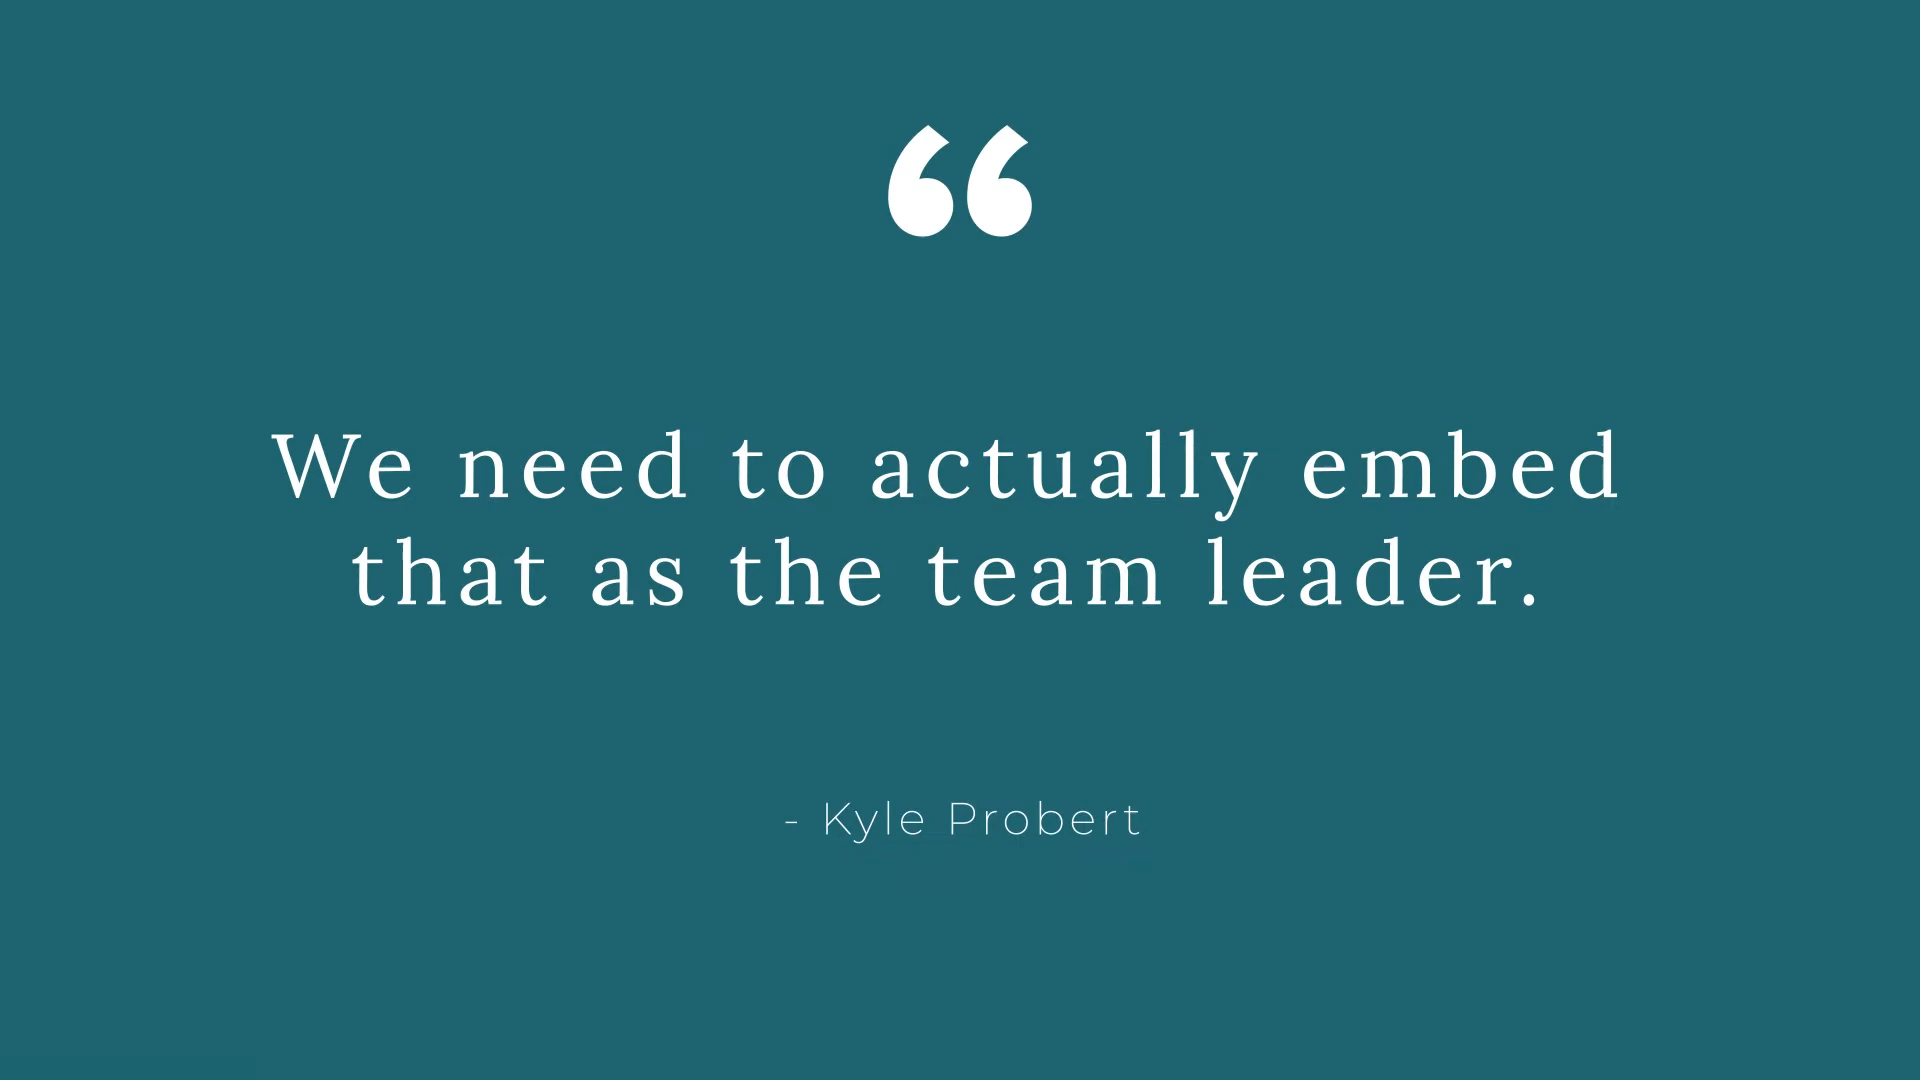 “
We need to actually embed
that as the team leader.
- Kyle Probert